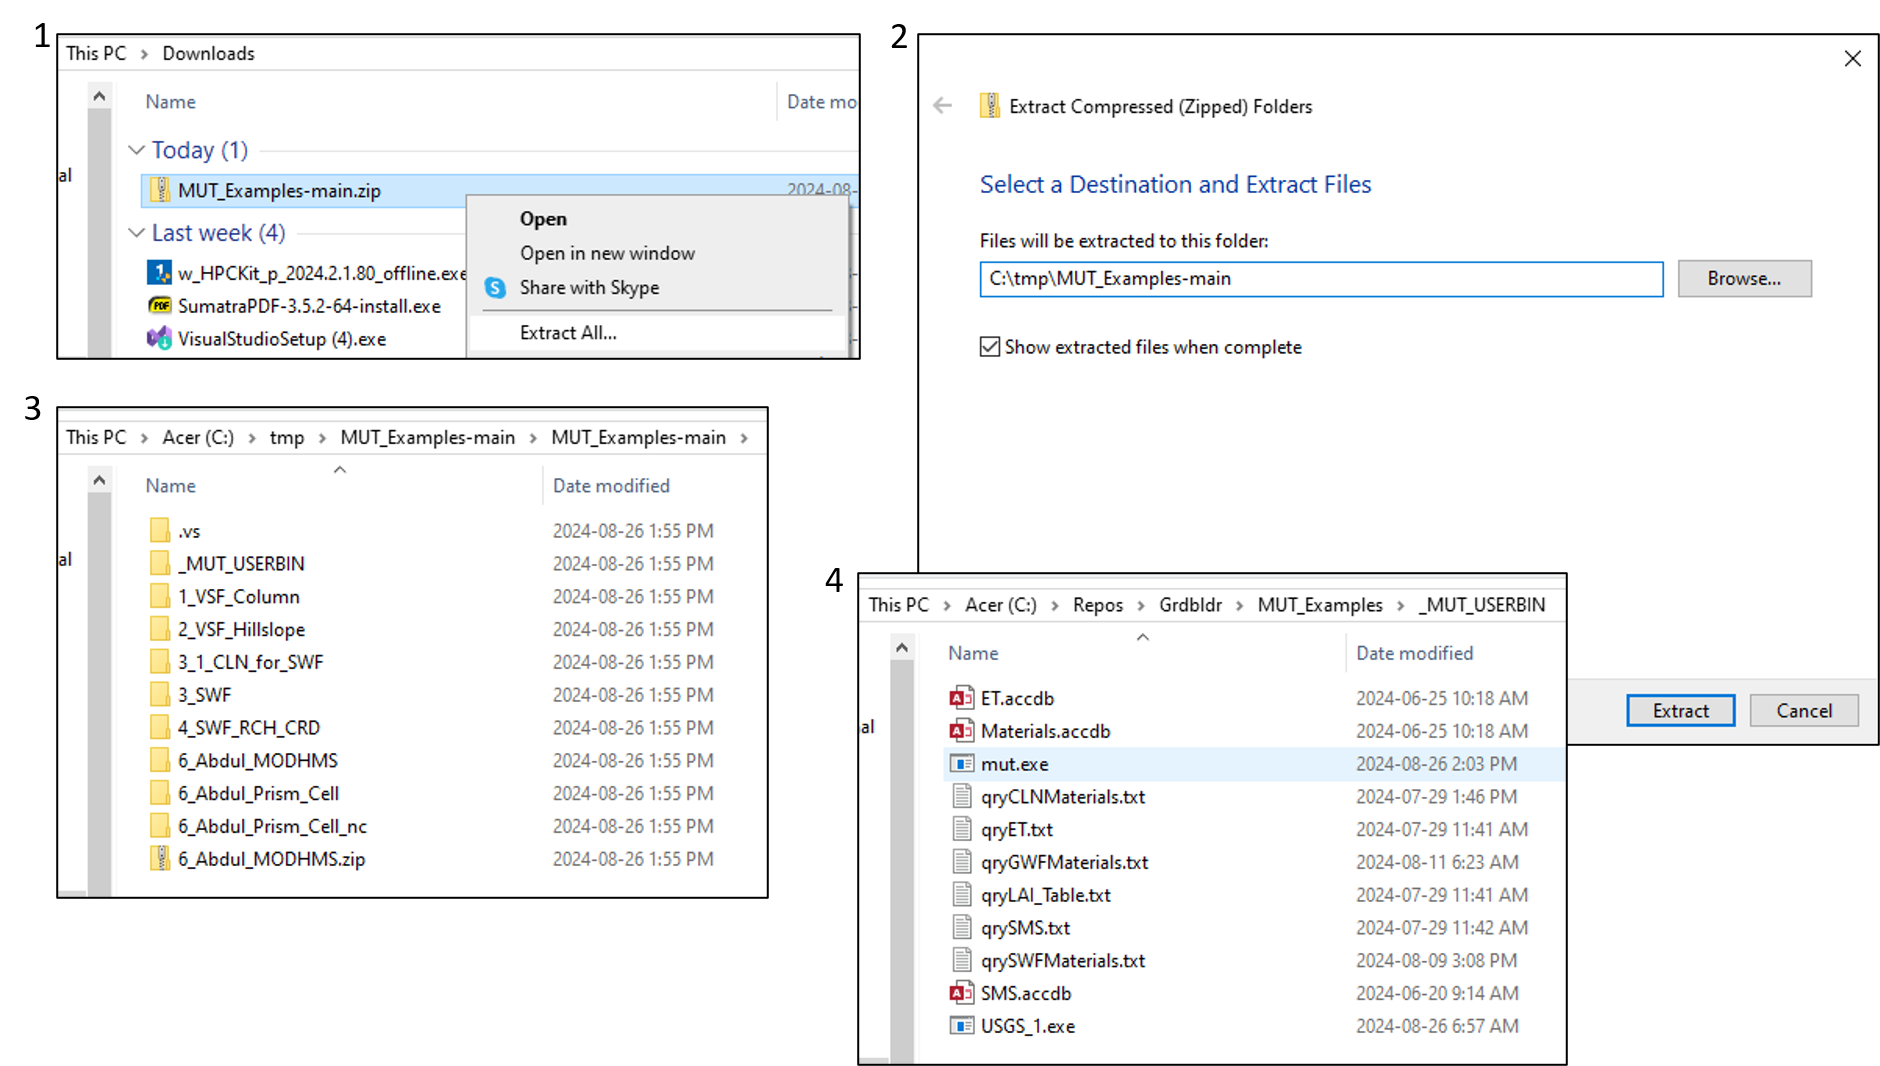 1
This PC > Downloads
Name Date mo
Today (1)
al
MUT_Examples-main.zip 2024-08-
Open
Last week (4)
Open in new window
w_HPCKit_p_2024.2.1.80_offline.exe
Share with Skype
SumatraPDF-3.5.2-64-install.exe
VisualStudioSetup (4).exe
Extract All...
2
Extract Compressed (Zipped) Folders
Select a Destination and Extract Files
Files will be extracted to this folder:
C:\tmp\MUT_Examples-main Browse...
Show extracted files when complete
Extract Cancel
3
This PC > Acer (C:) > tmp > MUT_Examples-main > MUT_Examples-main >
Name Date modified
.vs 2024-08-26 1:55 PM
al
_MUT_USERBIN 2024-08-26 1:55 PM
1_VSF_Column 2024-08-26 1:55 PM
2_VSF_Hillslope 2024-08-26 1:55 PM
3_1_CLN_for_SWF 2024-08-26 1:55 PM
3_SWF 2024-08-26 1:55 PM
4_SWF_RCH_CRD 2024-08-26 1:55 PM
6_Abdul_MODHMS 2024-08-26 1:55 PM
6_Abdul_Prism_Cell 2024-08-26 1:55 PM
6_Abdul_Prism_Cell_nc 2024-08-26 1:55 PM
6_Abdul_MODHMS.zip 2024-08-26 1:55 PM
4
This PC > Acer (C:) > Repos > Grdbldr > MUT_Examples > _MUT_USERBIN
Name Date modified
ET.accdb 2024-06-25 10:18 AM
al
Materials.accdb 2024-06-25 10:18 AM
mut.exe 2024-08-26 2:03 PM
qryCLNMaterials.txt 2024-07-29 1:46 PM
qryET.txt 2024-07-29 11:41 AM
qryGWFMaterials.txt 2024-08-11 6:23 AM
qryLAI_Table.txt 2024-07-29 11:41 AM
qrySMS.txt 2024-07-29 11:42 AM
qrySWFMaterials.txt 2024-08-09 3:08 PM
SMS.accdb 2024-06-20 9:14 AM
USGS_1.exe 2024-08-26 6:57 AM